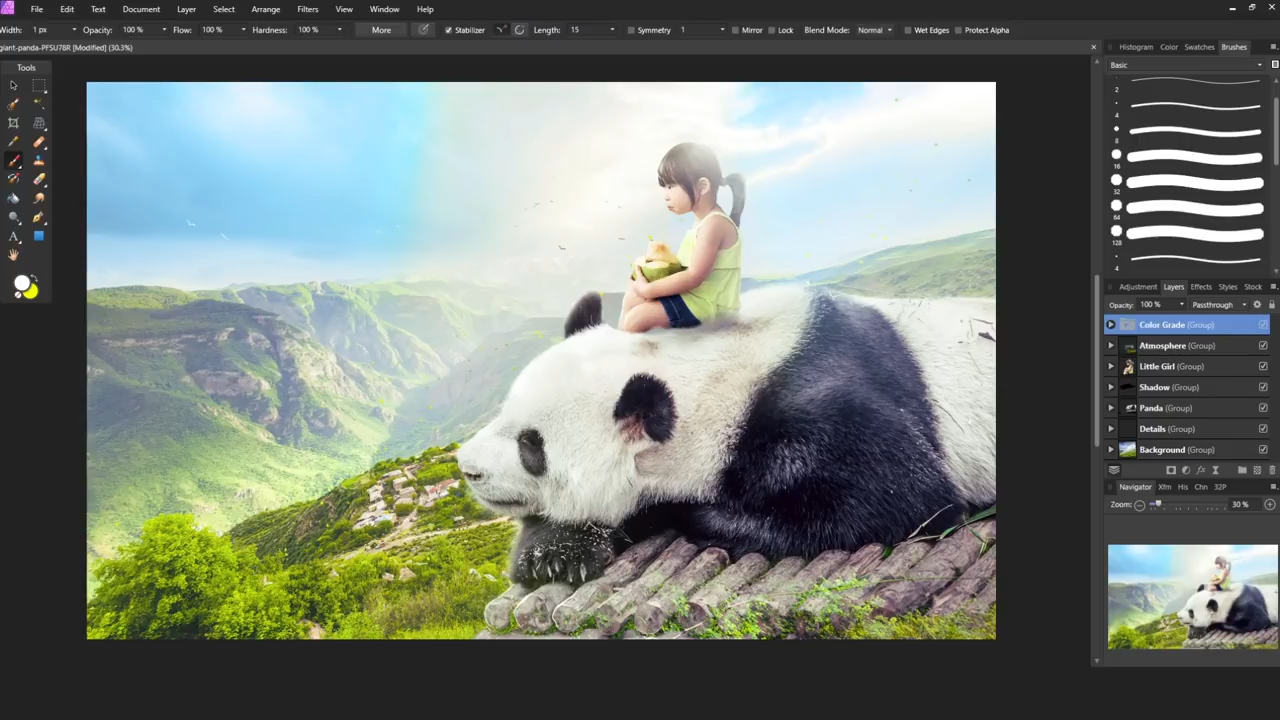 File Edit Text Document Layer Select Arrange Filters View Window Help
Width: 1 px Opacity: 100 % Flow: 100 % Hardness: 100 % More Stabilizer Length: 15 Symmetry 1 Mirror Lock Blend Mode: Normal Wet Edges Protect Alpha
giant-panda-PFSU78R [Modified] (30.3%)
Histogram Color Swatches Brushes
Tools
Basic
2
4
8
16
32
64
128
4
Adjustment Layers Effects Styles Stock
Opacity: 100 % Passthrough
Color Grade (Group)
Atmosphere (Group)
Little Girl (Group)
Shadow (Group)
Panda (Group)
Details (Group)
Background (Group)
Navigator Xfm His Chn 32P
Zoom: 30 %